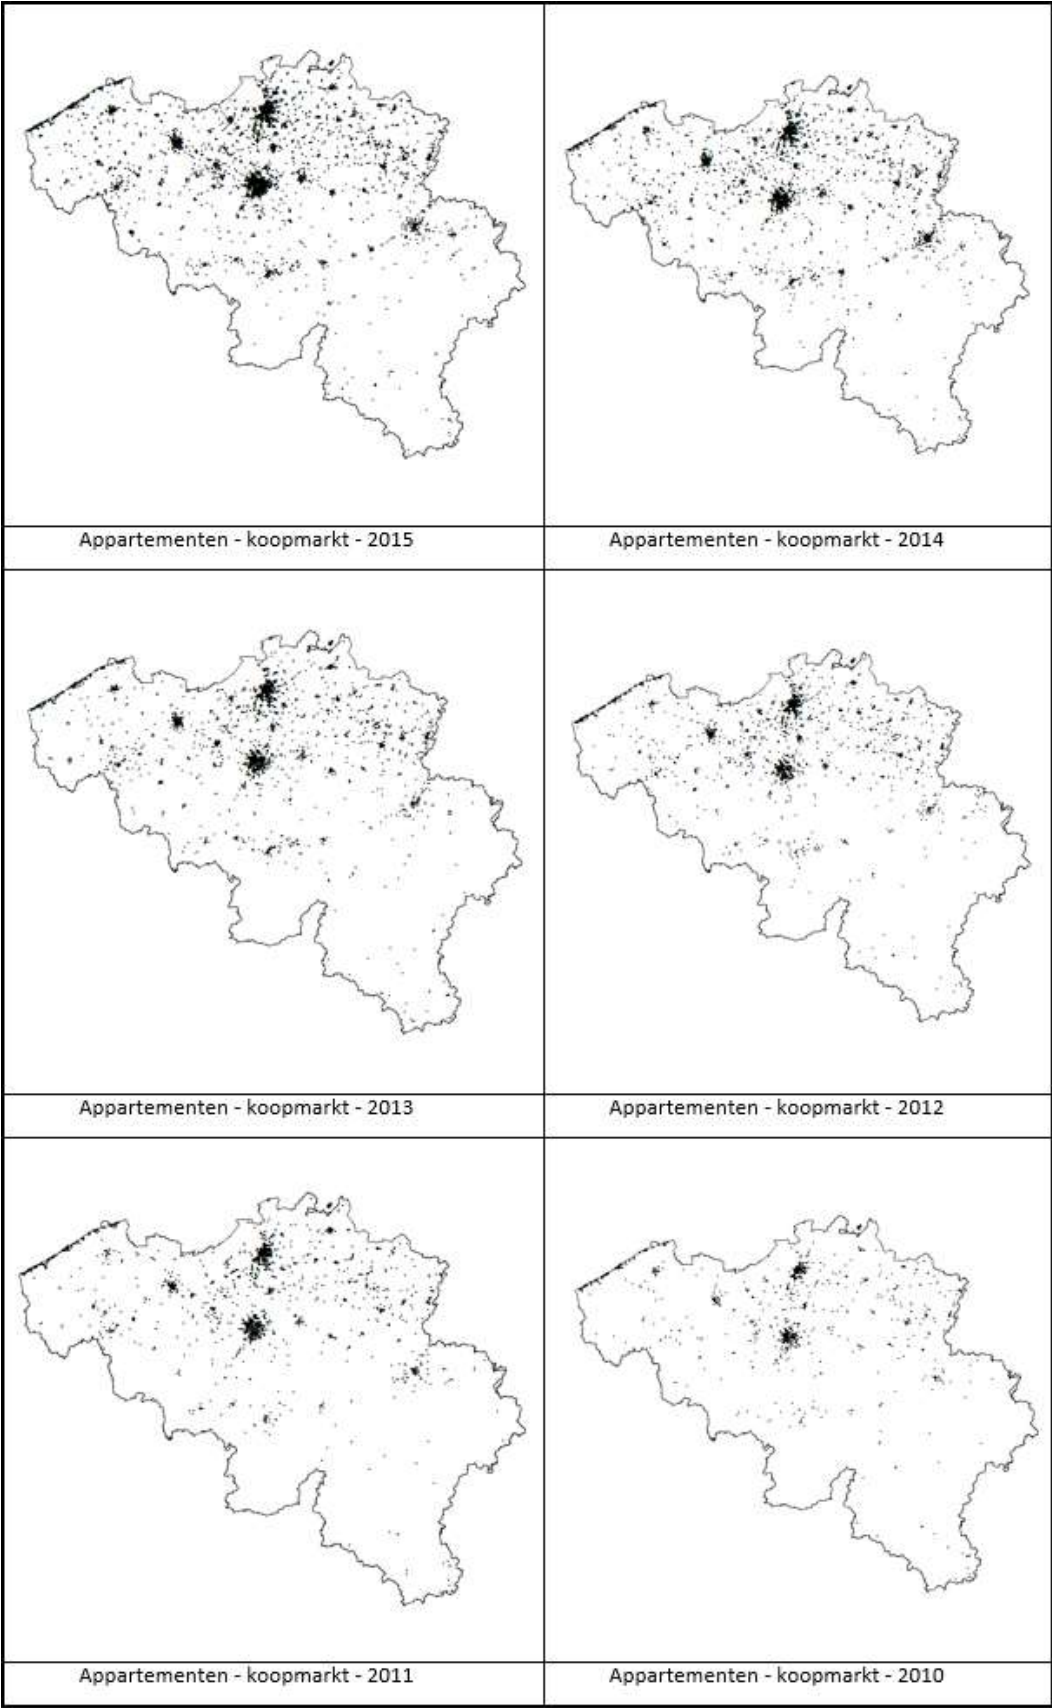 Appartementen - koopmarkt - 2015
Appartementen - koopmarkt - 2014
Appartementen - koopmarkt - 2013
Appartementen - koopmarkt - 2012
Appartementen - koopmarkt - 2011
Appartementen - koopmarkt - 2010